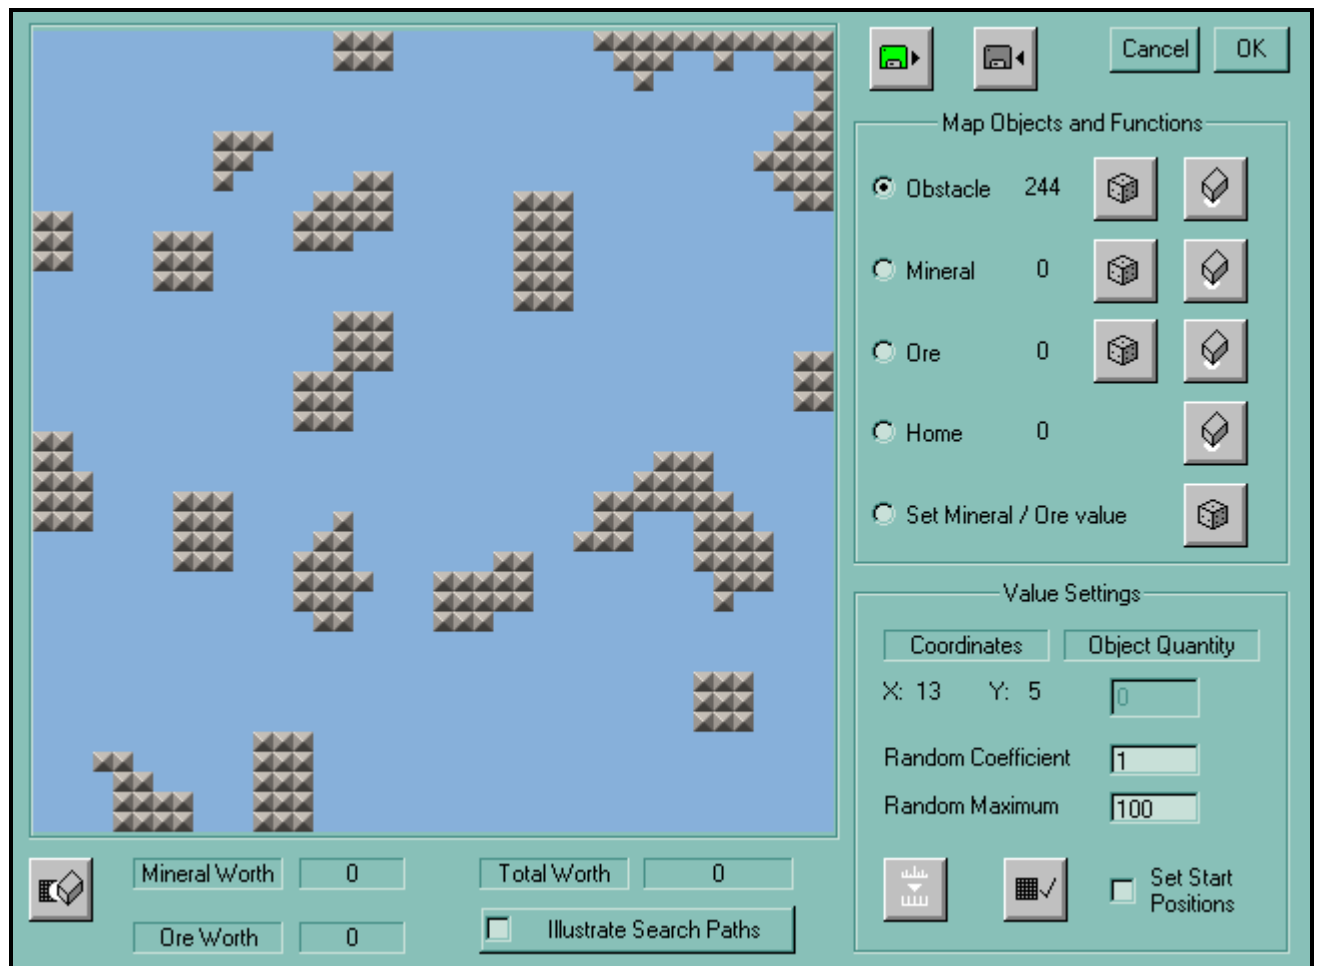 Cancel
OK
Map Objects and Functions
Obstacle 244
Mineral 0
Ore 0
Home 0
Set Mineral / Ore value
Value Settings
Coordinates Object Quantity
X: 13 Y: 5 0
Random Coefficient 1
Random Maximum 100
Set Start
Positions
Mineral Worth 0
Total Worth 0
Ore Worth 0
Illustrate Search Paths